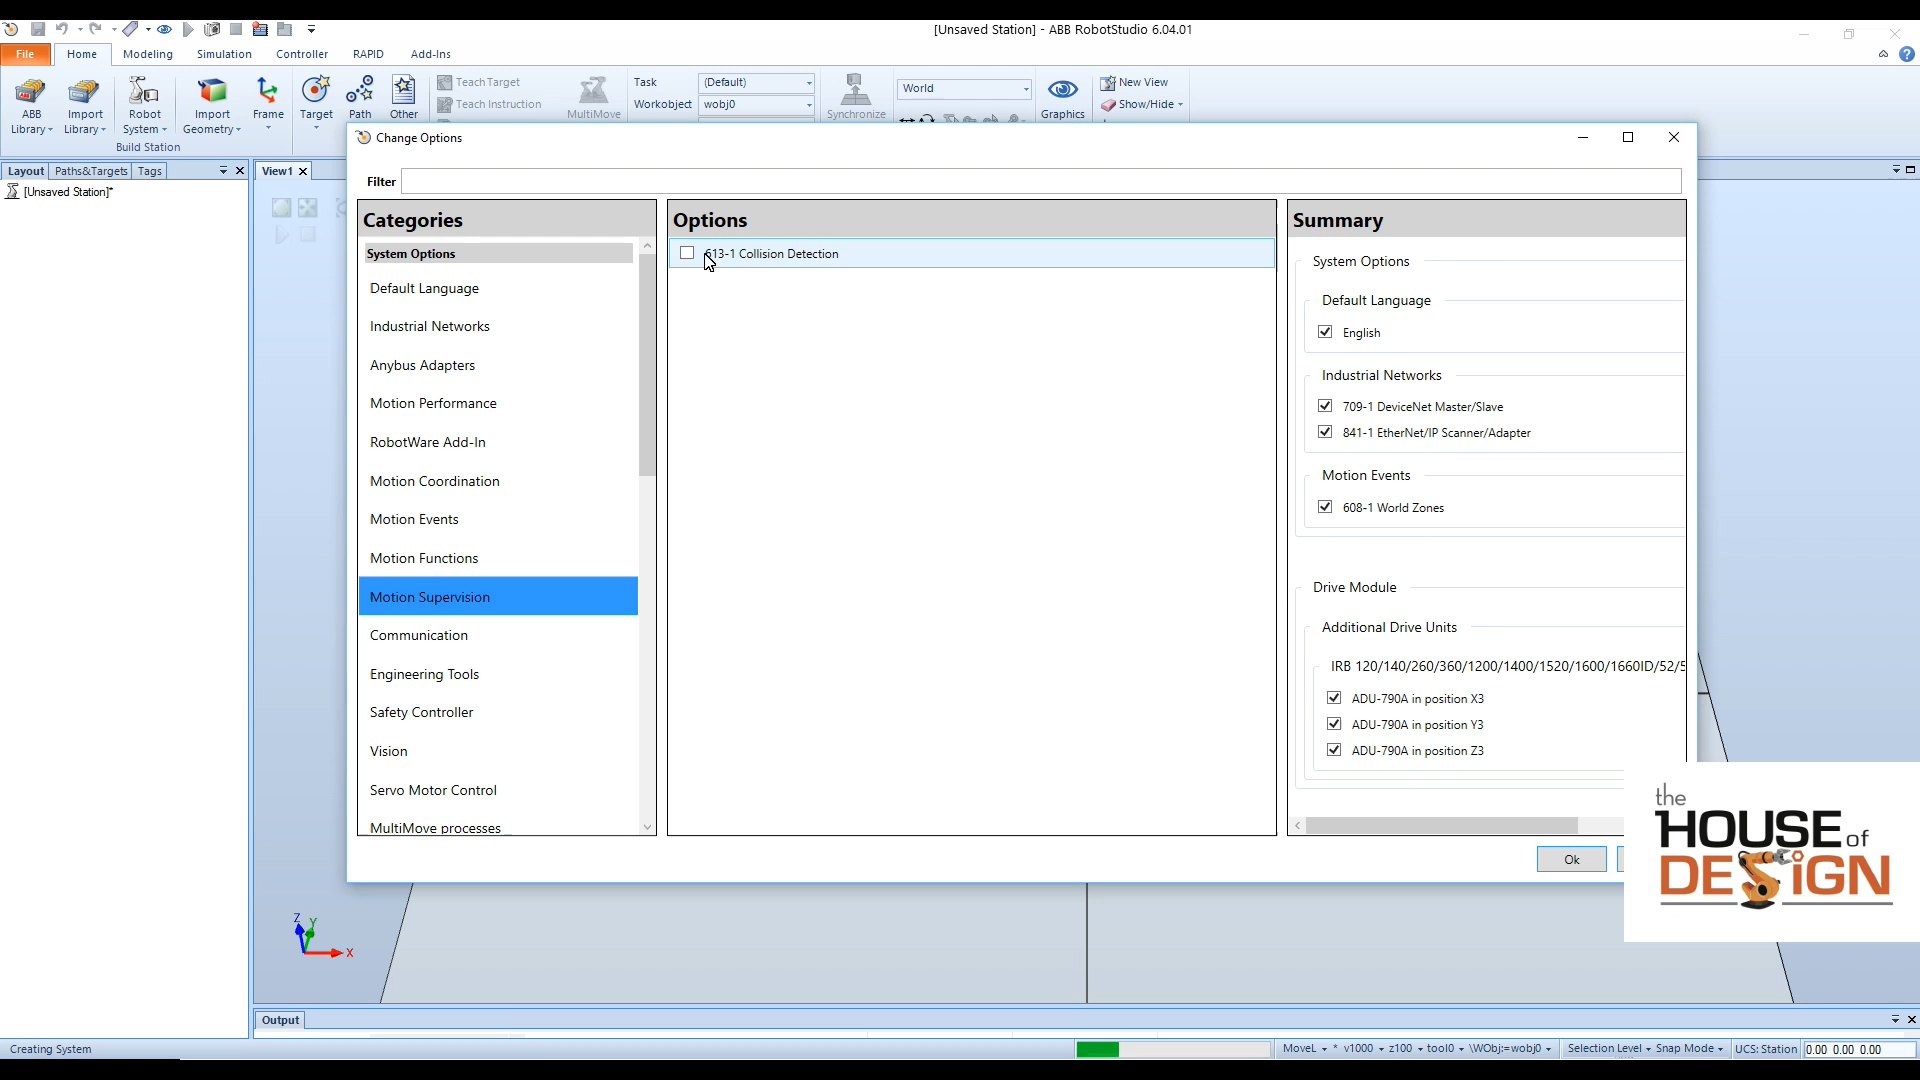 [Unsaved Station] - ABB RobotStudio 6.04.01
File Home Modeling Simulation Controller RAPID Add-Ins
ABB Library
Import Library
Robot System
Import Geometry
Frame
Target
Path
Other
Teach Target
Teach Instruction
MultiMove
Task (Default)
Workobject wobj0
Synchronize
World
Graphics
New View
Show/Hide
Build Station
Layout Paths&Targets Tags
View1
[Unsaved Station]*
Change Options
Filter
Categories
System Options
Default Language
Industrial Networks
Anybus Adapters
Motion Performance
RobotWare Add-In
Motion Coordination
Motion Events
Motion Functions
Motion Supervision
Communication
Engineering Tools
Safety Controller
Vision
Servo Motor Control
MultiMove processes
Options
613-1 Collision Detection
Summary
System Options
Default Language
English
Industrial Networks
709-1 DeviceNet Master/Slave
841-1 EtherNet/IP Scanner/Adapter
Motion Events
608-1 World Zones
Drive Module
Additional Drive Units
IRB 120/140/260/360/1200/1400/1520/1600/1660ID/52/
ADU-790A in position X3
ADU-790A in position Y3
ADU-790A in position Z3
Ok
the
HOUSE of
DESiGN
Z Y X
Output
Creating System
MoveL * v1000 z100 tool0 \WObj:=wobj0 Selection Level Snap Mode UCS: Station 0.00 0.00 0.00